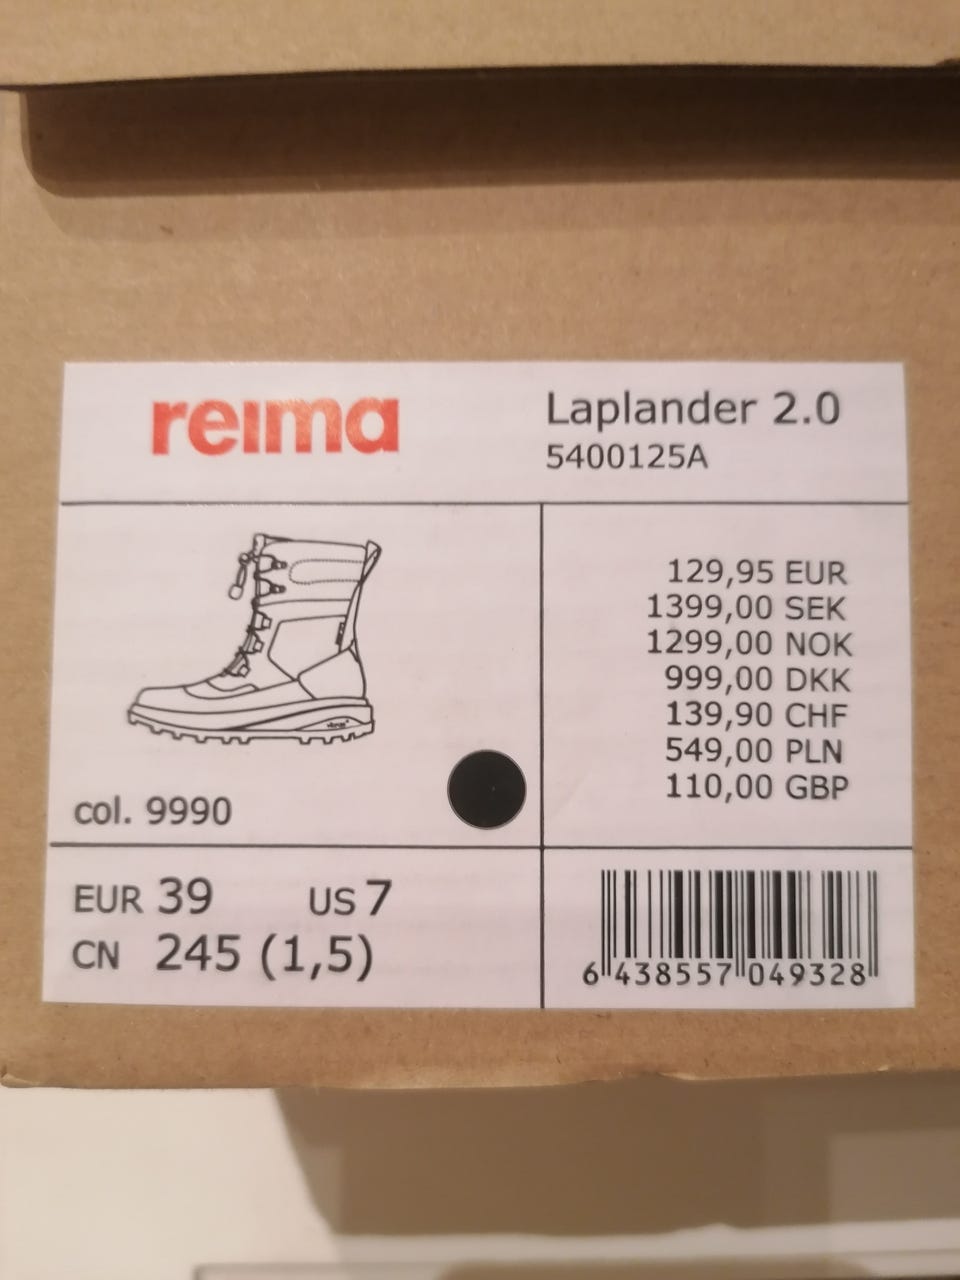 reima
Laplander 2.0
5400125A
129,95 EUR
1399,00 SEK
1299,00 NOK
999,00 DKK
139,90 CHF
549,00 PLN
110,00 GBP
col. 9990
EUR 39 US 7
CN 245 (1,5)
6 438557 049328